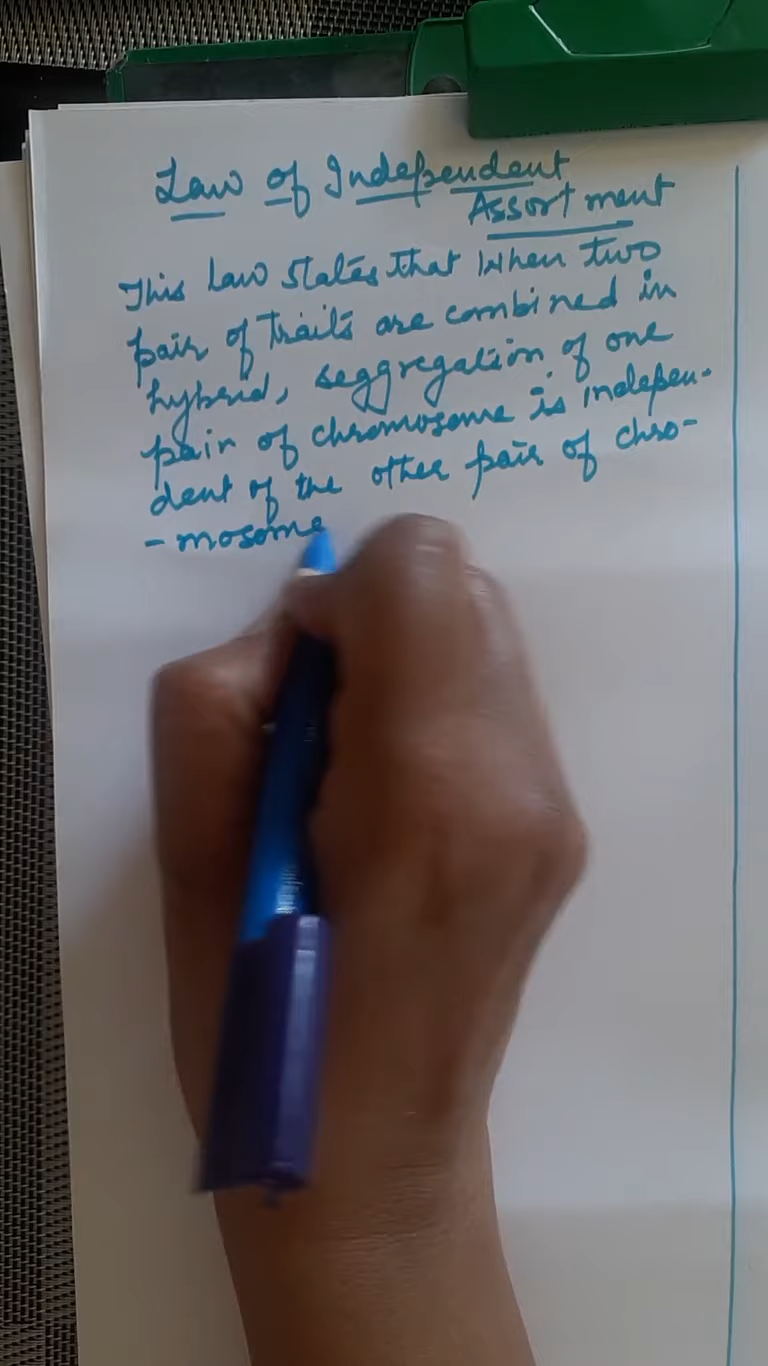 Law of Independent
Assortment
This Law states that When two
pair of Traits are combined in
hybrid, seggregation of one
pair of chromosome is indepen-
dent of the other pair of chro-
- mosome